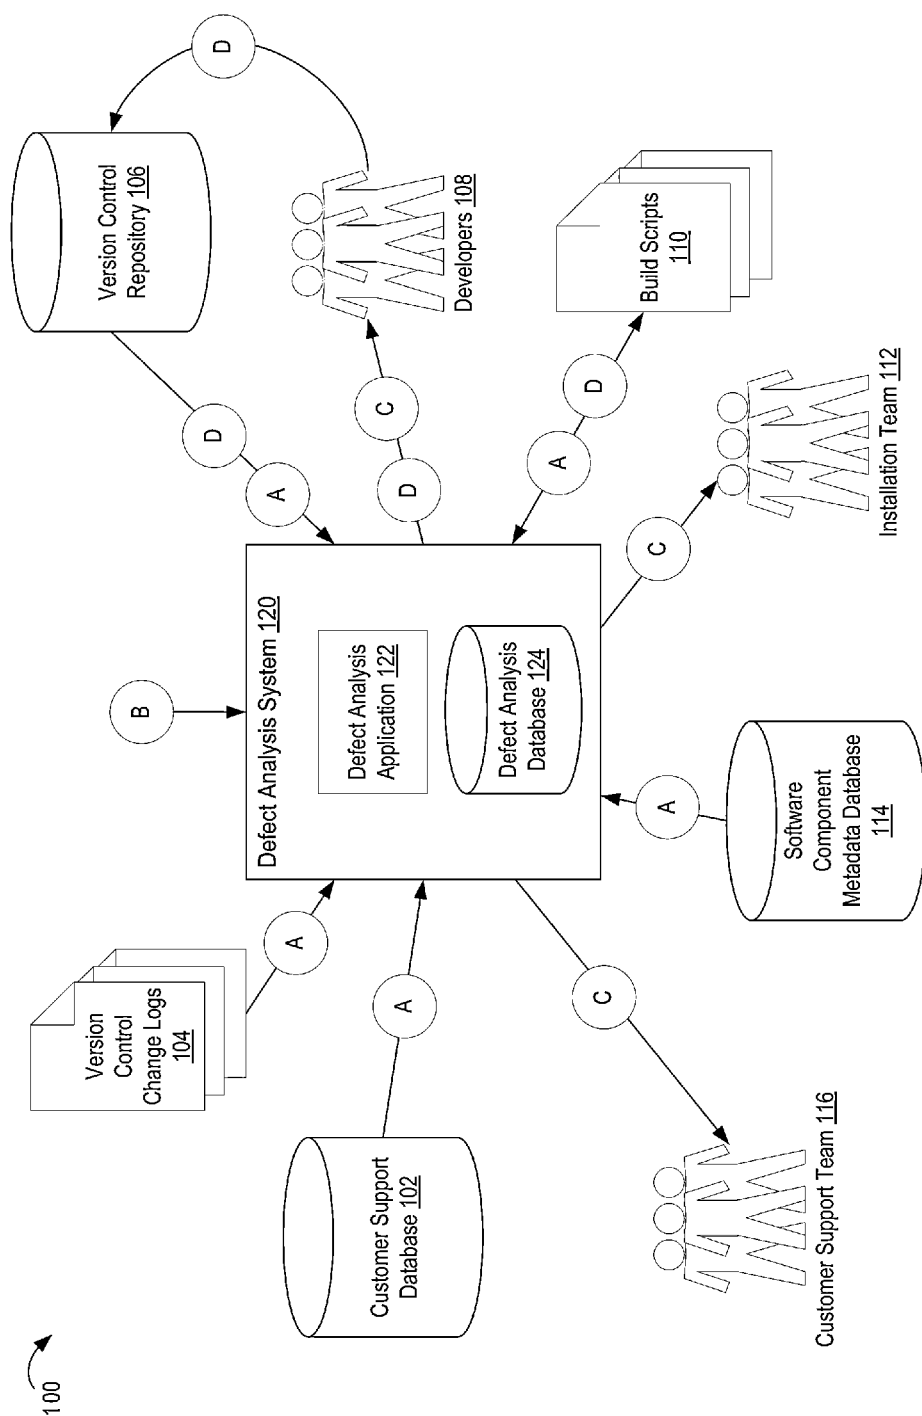 100
Version
Control
Change Logs
104
B
Version Control
Repository 106
D
D
A
A
Defect Analysis System 120
Defect Analysis
Application 122
Customer Support
Database 102
A
C
D
Developers 108
Defect Analysis
Database 124
A
D
Build Scripts
110
C
C
A
Software
Component
Metadata Database
114
Customer Support Team 116
Installation Team 112